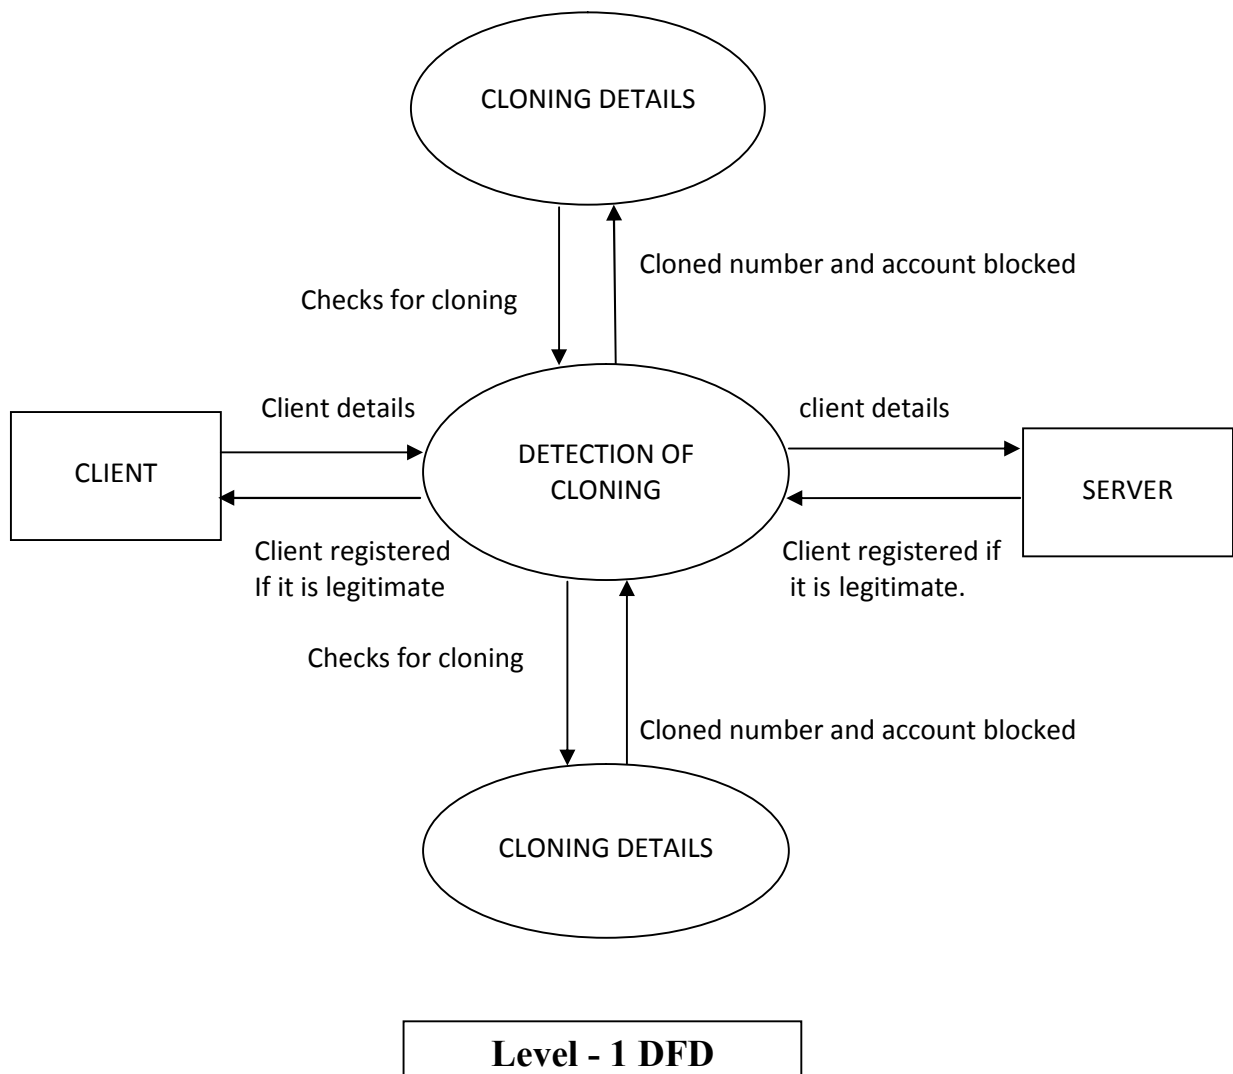 CLONING DETAILS
Cloned number and account blocked
Checks for cloning
Client details
client details
CLIENT
DETECTION OF
CLONING
SERVER
Client registered
If it is legitimate
Client registered if
it is legitimate.
Checks for cloning
Cloned number and account blocked
CLONING DETAILS
Level - 1 DFD